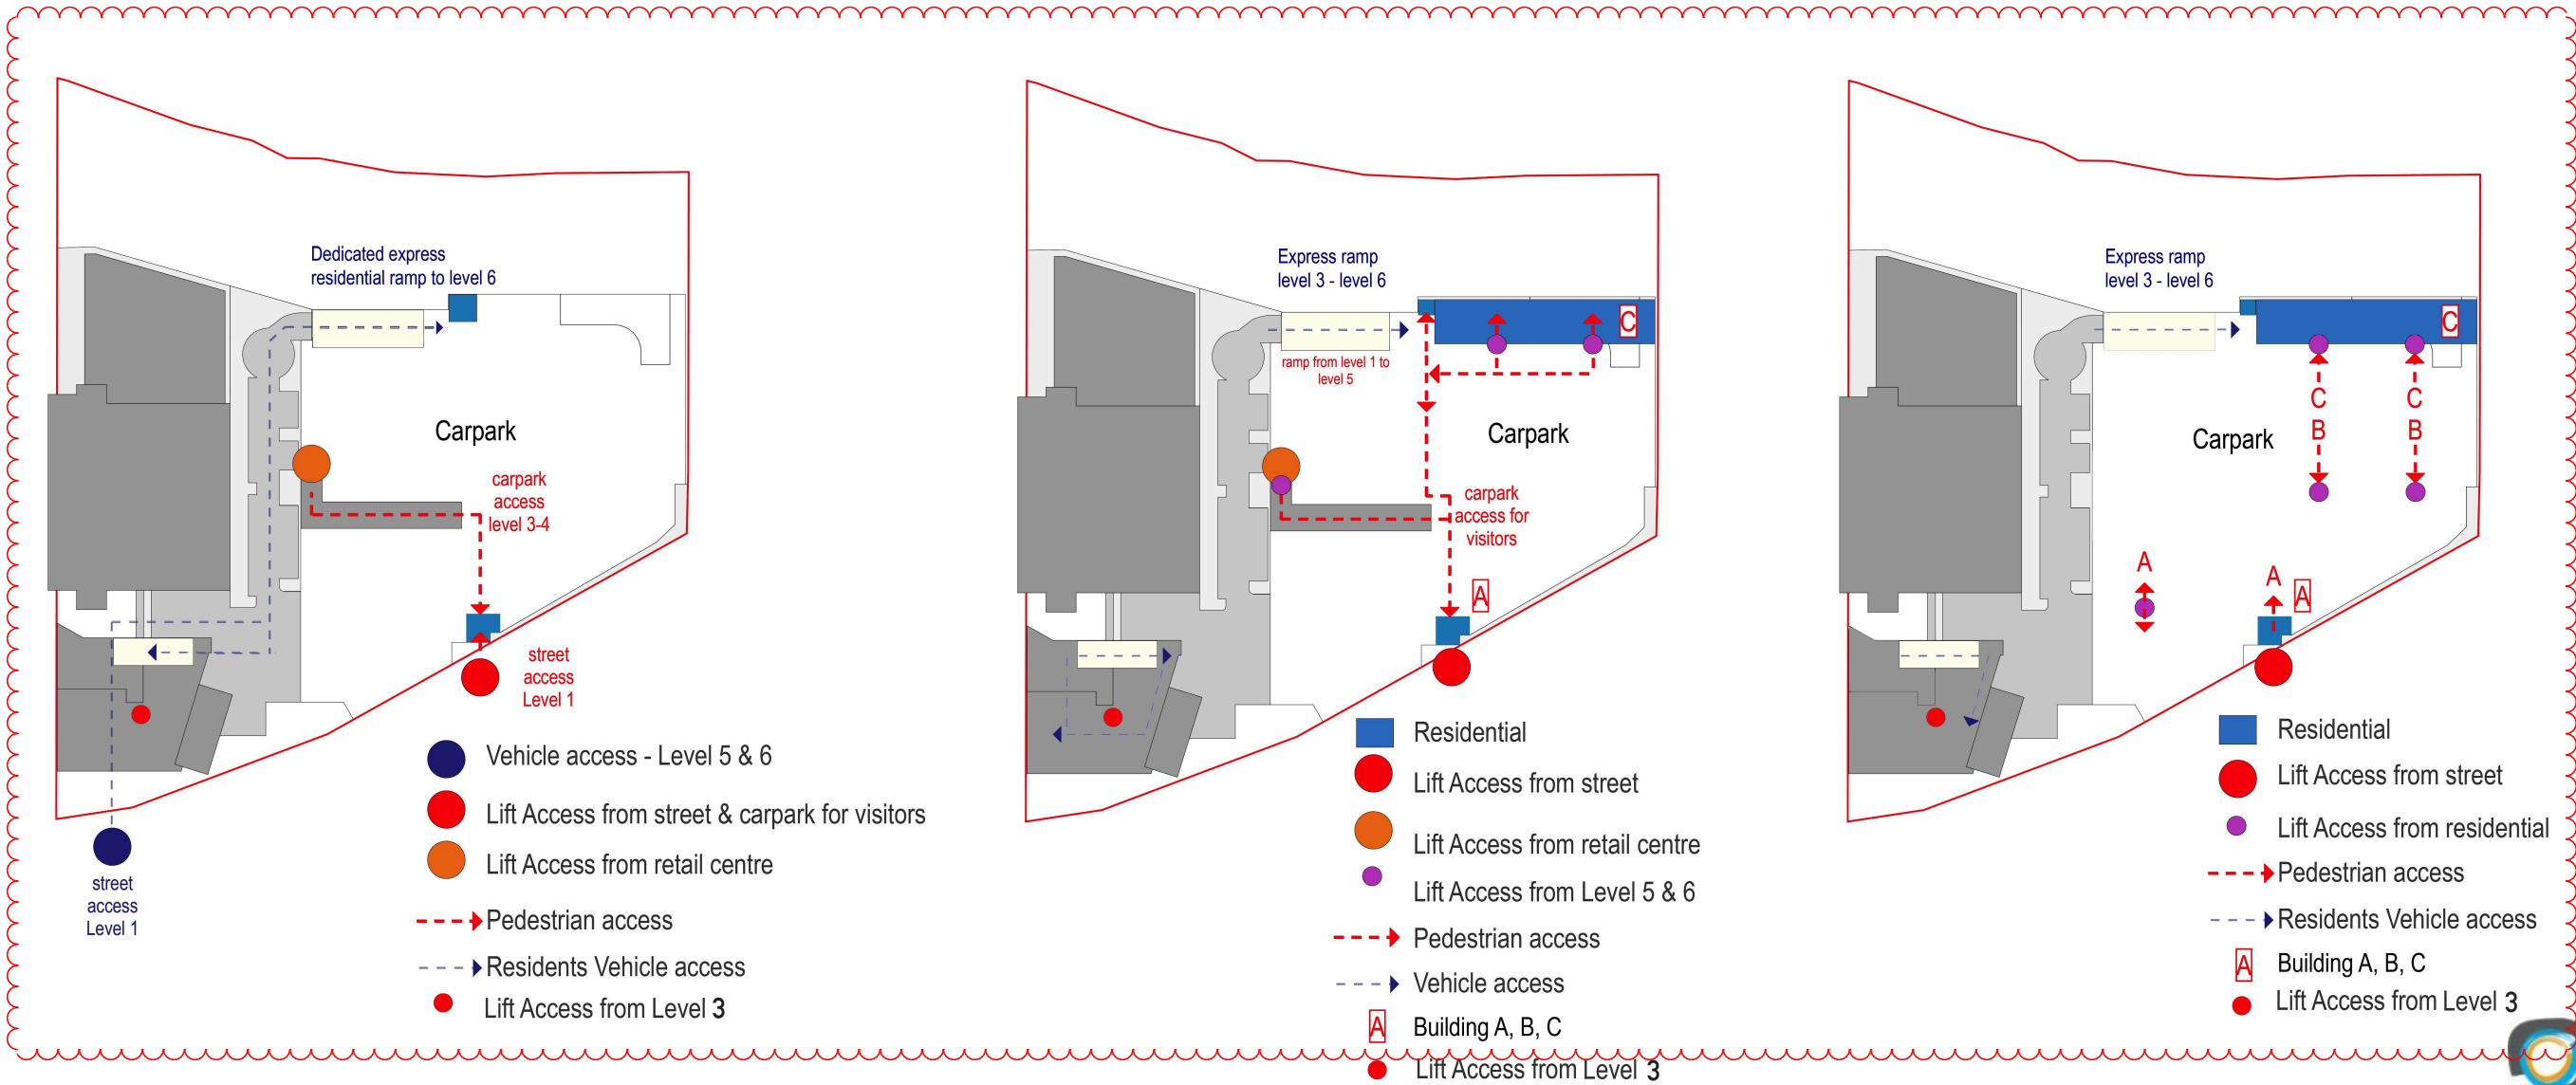 Dedicated express
residential ramp to level 6
Carpark
carpark
access
level 3-4
street
access
Level 1
street
access
Level 1
Vehicle access - Level 5 & 6
Lift Access from street & carpark for visitors
Lift Access from retail centre
Pedestrian access
Residents Vehicle access
Lift Access from Level 3
Express ramp
level 3 - level 6
C
ramp from level 1 to
level 5
Carpark
carpark
access for
visitors
A
Residential
Lift Access from street
Lift Access from retail centre
Lift Access from Level 5 & 6
Pedestrian access
Vehicle access
A Building A, B, C
Lift Access from Level 3
Express ramp
level 3 - level 6
C
C C
B B
Carpark
A
A A
Residential
Lift Access from street
Lift Access from residential
Pedestrian access
Residents Vehicle access
A Building A, B, C
Lift Access from Level 3